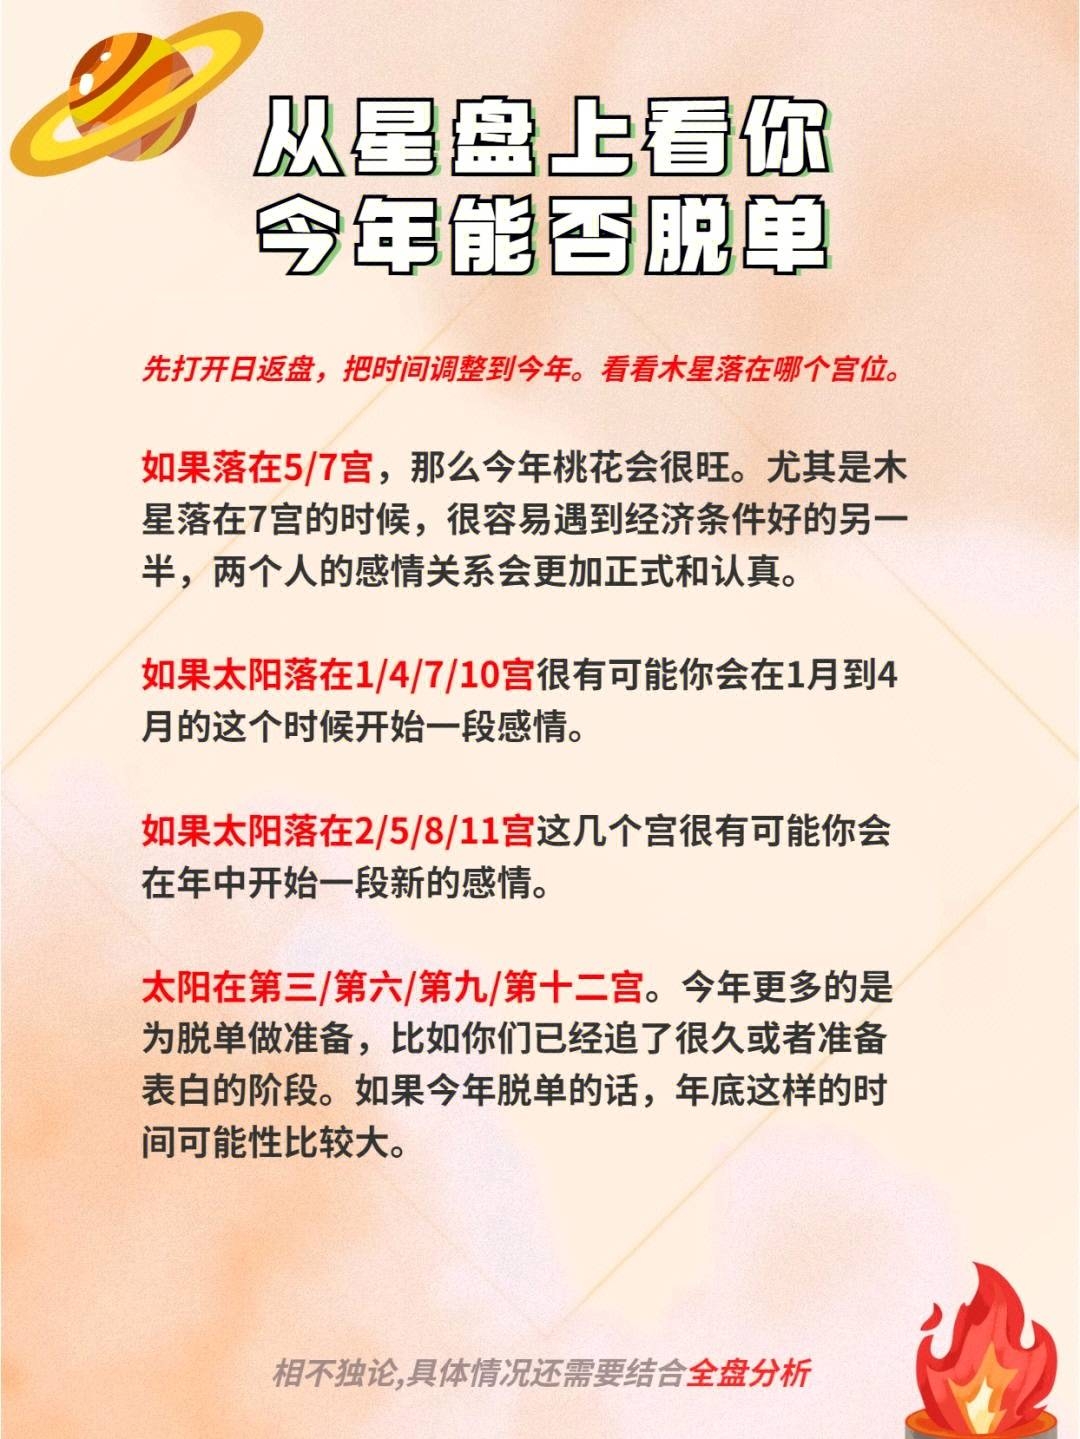 从星盘上看你
今年能否脱单
先打开日返盘，把时间调整到今年。看看木星落在哪个宫位。
如果落在5/7宫，那么今年桃花会很旺。尤其是木
星落在7宫的时候，很容易遇到经济条件好的另一
半，两个人的感情关系会更加正式和认真。
如果太阳落在1/4/7/10宫很有可能你会在1月到4
月的这个时候开始一段感情。
如果太阳落在2/5/8/11宫这几个宫很有可能你会
在年中开始一段新的感情。
太阳在第三/第六/第九/第十二宫。今年更多的是
为脱单做准备，比如你们已经追了很久或者准备
表白的阶段。如果今年脱单的话，年底这样的时
间可能性比较大。
相不独论,具体情况还需要结合全盘分析